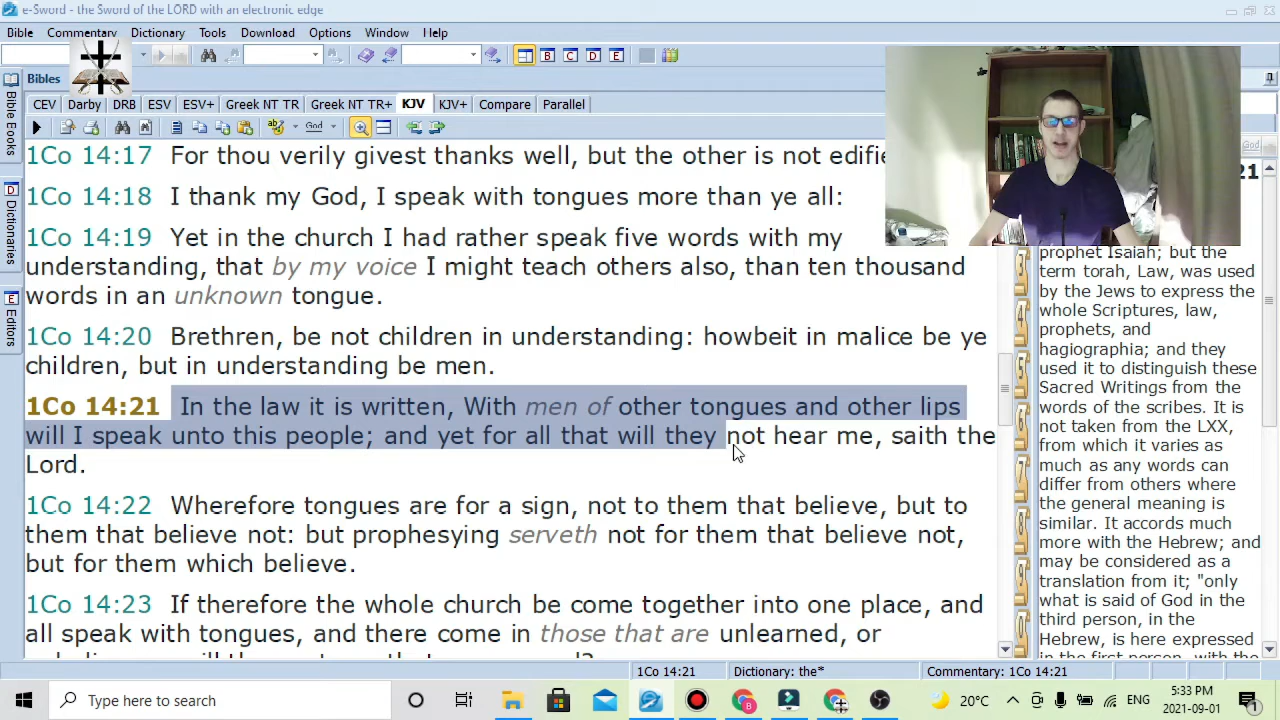 e-Sword - the Sword of the LORD with an electronic edge
Bible Commentary Dictionary Tools Download Options Window Help
B C D E
Bibles
CEV Darby DRB ESV ESV+ Greek NT TR Greek NT TR+ KJV KJV+ Compare Parallel
God
Bible Books
Dictionaries
Editors
1Co 14:17 For thou verily givest thanks well, but the other is not edifie
1Co 14:18 I thank my God, I speak with tongues more than ye all:
1Co 14:19 Yet in the church I had rather speak five words with my
understanding, that by my voice I might teach others also, than ten thousand
words in an unknown tongue.
1Co 14:20 Brethren, be not children in understanding: howbeit in malice be ye
children, but in understanding be men.
1Co 14:21 In the law it is written, With men of other tongues and other lips
will I speak unto this people; and yet for all that will they not hear me, saith the
Lord.
1Co 14:22 Wherefore tongues are for a sign, not to them that believe, but to
them that believe not: but prophesying serveth not for them that believe not,
but for them which believe.
1Co 14:23 If therefore the whole church be come together into one place, and
all speak with tongues, and there come in those that are unlearned, or
God
21
prophet Isaiah; but the
term torah, Law, was used
by the Jews to express the
whole Scriptures, law,
prophets, and
hagiographia; and they
used it to distinguish these
Sacred Writings from the
words of the scribes. It is
not taken from the LXX,
from which it varies as
much as any words can
differ from others where
the general meaning is
similar. It accords much
more with the Hebrew; and
may be considered as a
translation from it; "only
what is said of God in the
third person, in the
Hebrew, is here expressed
in the first person, with the
1Co 14:21 Dictionary: the* Commentary: 1Co 14:21
Type here to search
20°C ENG 5:33 PM
2021-09-01